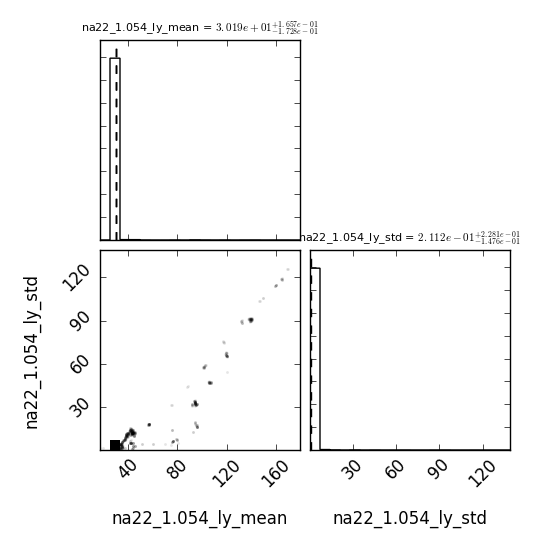 na22_1.054_ly_mean = 3.019e+01+1.657e−01−1.728e−01
na22_1.054_ly_std = 2.112e−01+2.281e−01−1.476e−01
na22_1.054_ly_std
120
90
60
30
40
80
120
160
30
60
90
120
na22_1.054_ly_mean
na22_1.054_ly_std